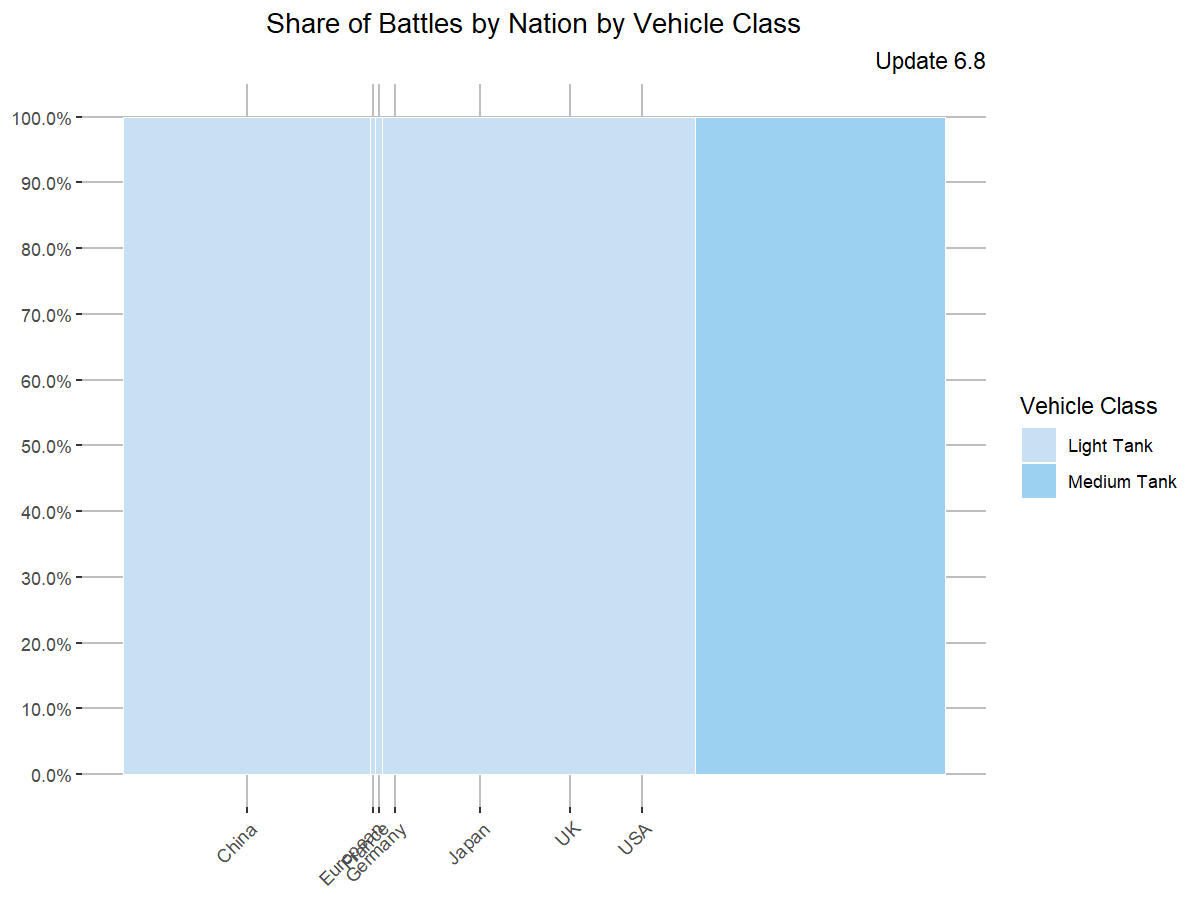 Share of Battles by Nation by Vehicle Class
Update 6.8
100.0%
90.0%
80.0%
70.0%
60.0%
50.0%
40.0%
30.0%
20.0%
10.0%
0.0%
China
European
France
Germany
Japan
UK
USA
Vehicle Class
Light Tank
Medium Tank